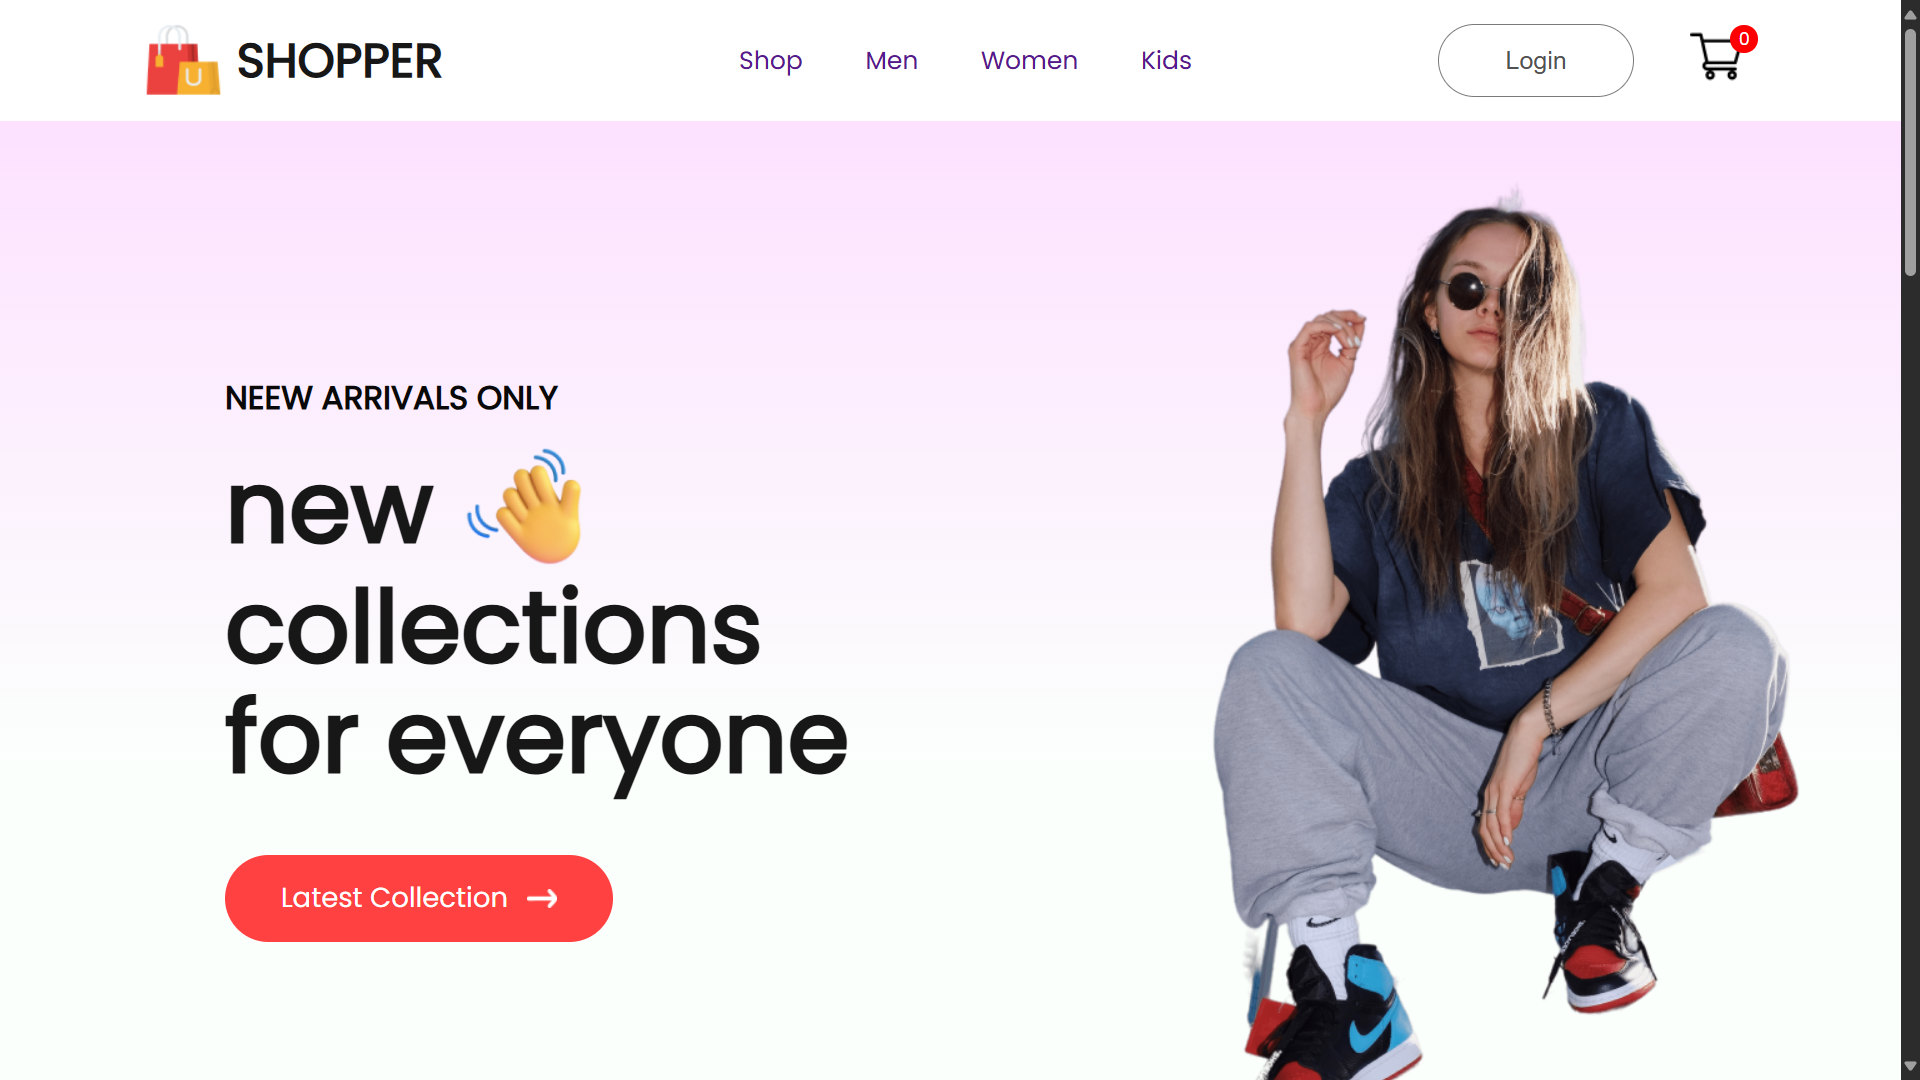 SHOPPER
Shop
Men
Women
Kids
Login
0
NEEW ARRIVALS ONLY
new
collections
for everyone
Latest Collection